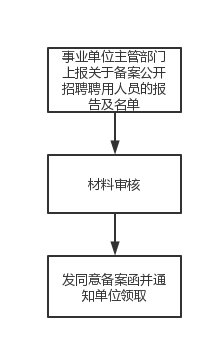 事业单位主管部门
上报关于备案公开
招聘聘用人员的报
告及名单
材料审核
发同意备案函并通
知单位领取